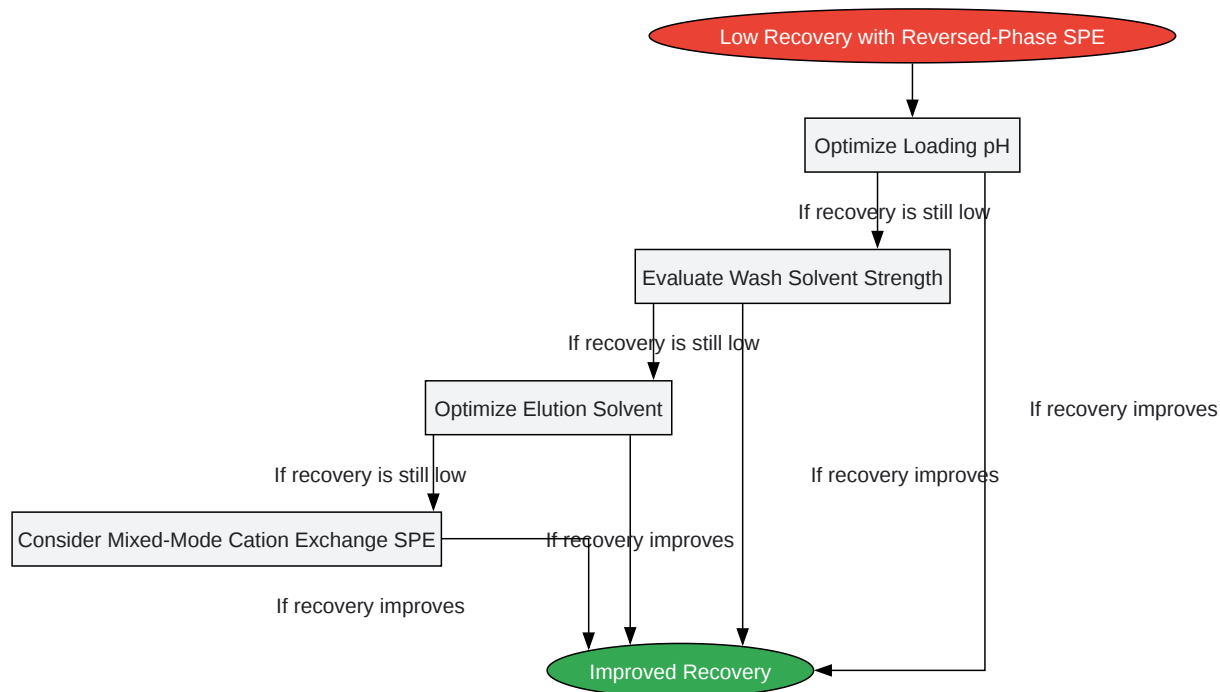 Low Recovery with Reversed-Phase SPE
Optimize Loading pH
If recovery is still low
Evaluate Wash Solvent Strength
If recovery is still low
Optimize Elution Solvent
If recovery improves
If recovery is still low
If recovery improves
Consider Mixed-Mode Cation Exchange SPE
If recovery improves
If recovery improves
Improved Recovery